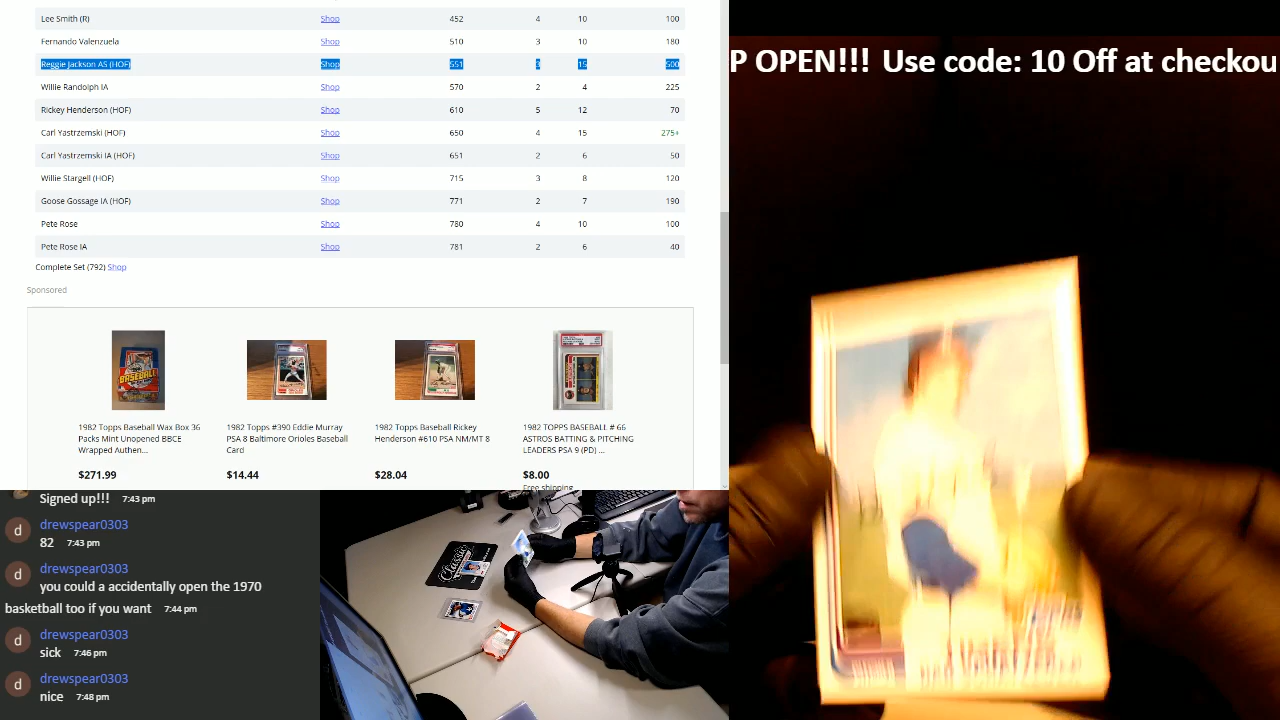 Lee Smith (R) Shop 452 4 10 100
Fernando Valenzuela Shop 510 3 10 180
Reggie Jackson AS (HOF) Shop 551 3 15 500
Willie Randolph IA Shop 570 2 4 225
Rickey Henderson (HOF) Shop 610 5 12 70
Carl Yastrzemski (HOF) Shop 650 4 15 275+
Carl Yastrzemski IA (HOF) Shop 651 2 6 50
Willie Stargell (HOF) Shop 715 3 8 120
Goose Gossage IA (HOF) Shop 771 2 7 190
Pete Rose Shop 780 4 10 100
Pete Rose IA Shop 781 2 6 40
Complete Set (792) Shop
Sponsored
1982 Topps Baseball Wax Box 36
Packs Mint Unopened BBCE
Wrapped Authen...
$271.99
1982 Topps #390 Eddie Murray
PSA 8 Baltimore Orioles Baseball
Card
$14.44
1982 Topps Baseball Rickey
Henderson #610 PSA NM/MT 8
$28.04
1982 TOPPS BASEBALL # 66
ASTROS BATTING & PITCHING
LEADERS PSA 9 (PD) ...
$8.00
Free shipping
P OPEN!!! Use code: 10 Off at checkou
Signed up!!! 7:43 pm
d drewspear0303
82 7:43 pm
d drewspear0303
you could a accidentally open the 1970
basketball too if you want 7:44 pm
d drewspear0303
sick 7:46 pm
d drewspear0303
nice 7:48 pm
BASEBALL
Classic